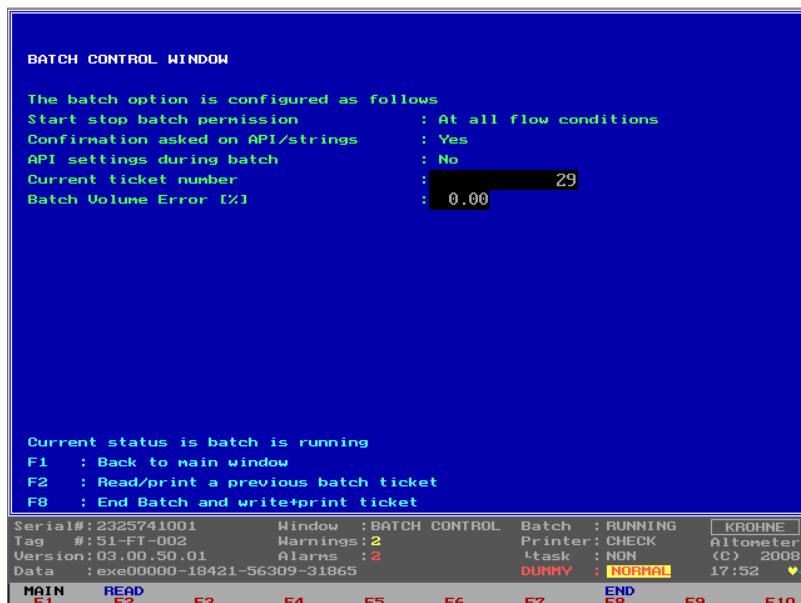 BATCH CONTROL WINDOW
The batch option is configured as follows
Start stop batch permission : At all flow conditions
Confirmation asked on API/strings : Yes
API settings during batch : No
Current ticket number : 29
Batch Volume Error [%] : 0.00
Current status is batch is running
F1 : Back to main window
F2 : Read/print a previous batch ticket
F8 : End Batch and write+print ticket
Serial#:2325741001 Window :BATCH CONTROL Batch : RUNNING KROHNE
Tag #:51-FT-002 Warnings:2 Printer: CHECK Altometer
Version:03.00.50.01 Alarms :2 └task : NON (C) 2008
Data :exe00000-18421-56309-31865 DUMMY : NORMAL 17:52 ♥
MAIN READ END
F1 F2 F3 F4 F5 F6 F7 F8 F9 F10